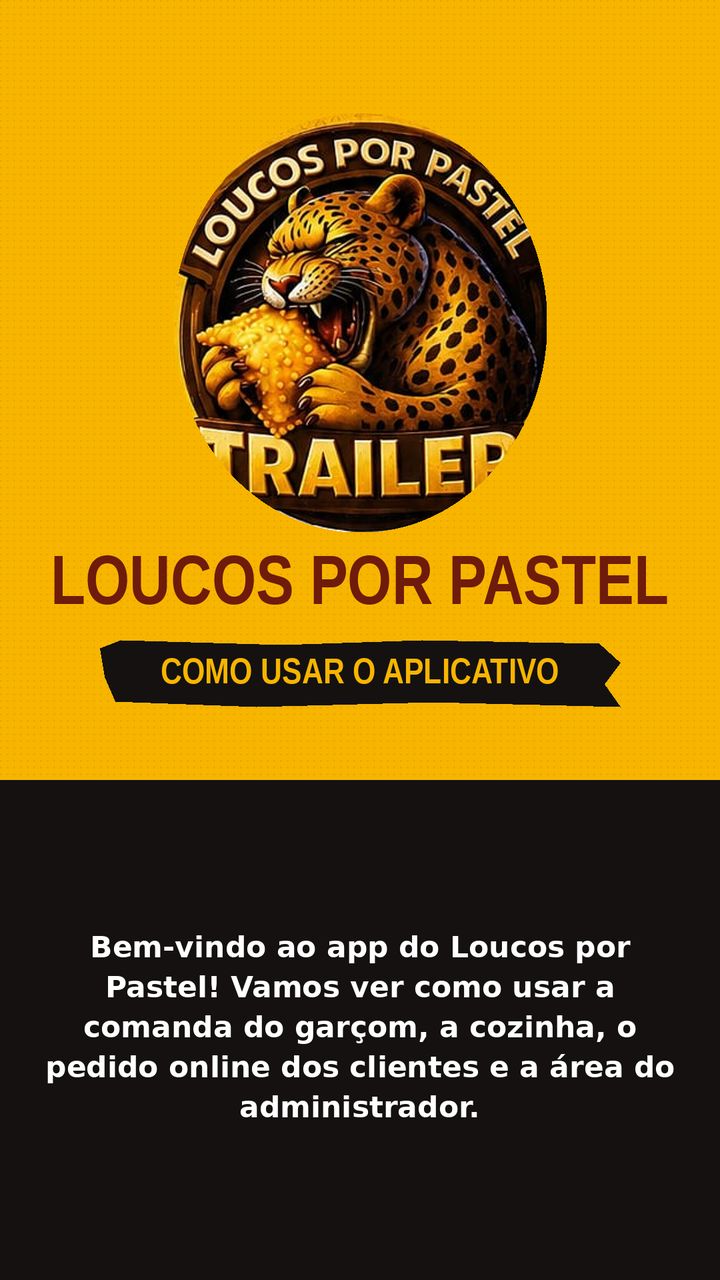 LOUCOS POR PASTEL
TRAILER
LOUCOS POR PASTEL
COMO USAR O APLICATIVO
Bem-vindo ao app do Loucos por
Pastel! Vamos ver como usar a
comanda do garçom, a cozinha, o
pedido online dos clientes e a área do
administrador.